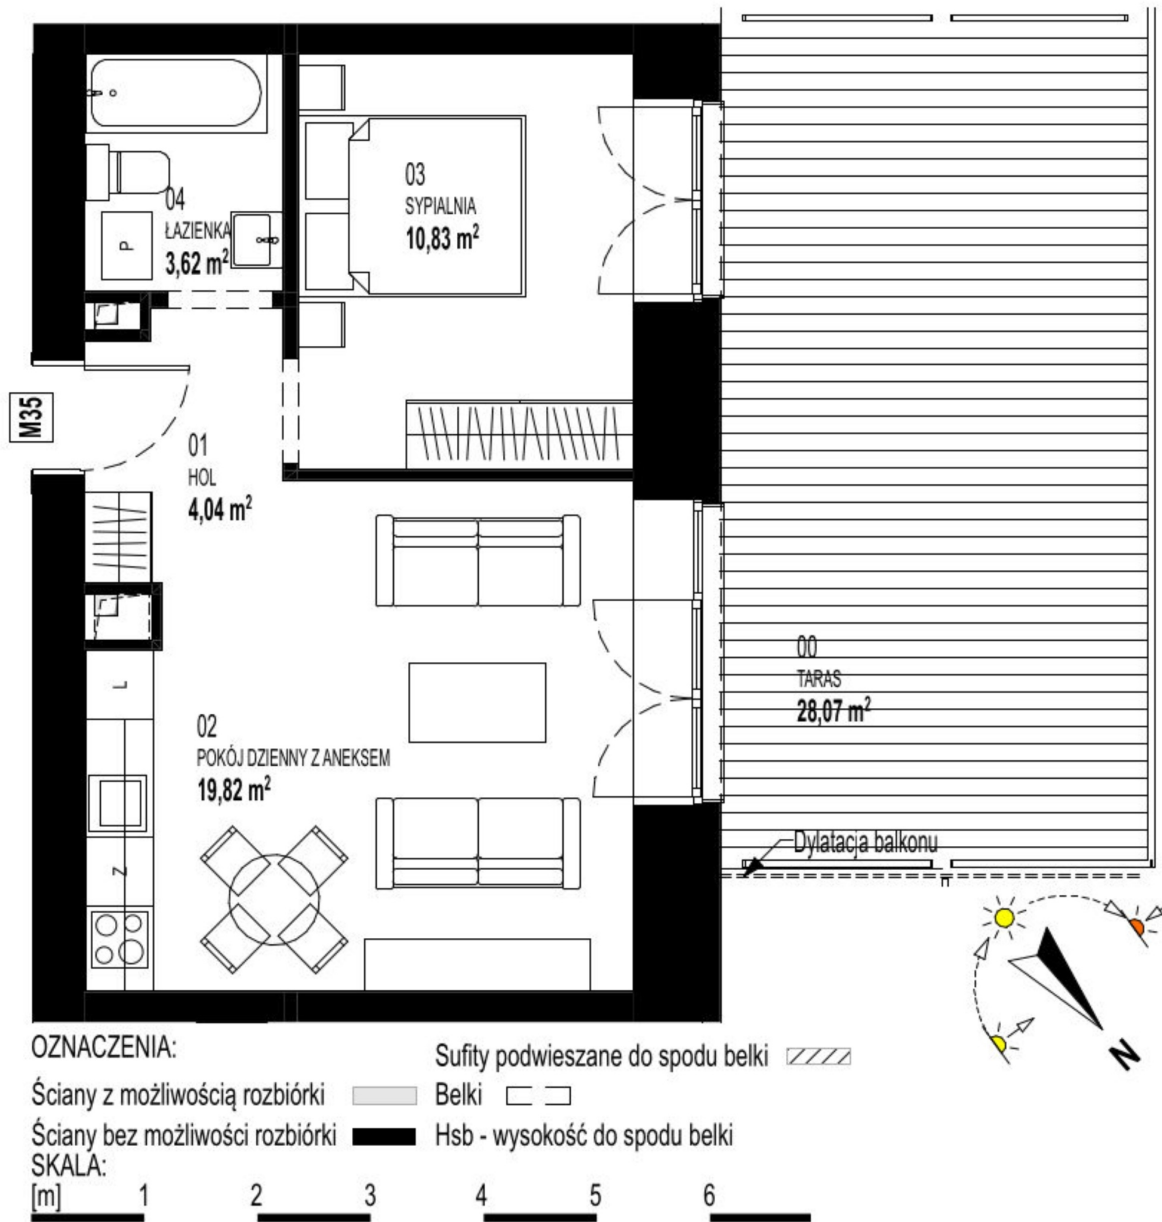 04
ŁAZIENKA
3,62 m²
P
03
SYPIALNIA
10,83 m²
M35
01
HOL
4,04 m²
L
Z
02
POKÓJ DZIENNY Z ANEKSEM
19,82 m²
00
TARAS
28,07 m²
Dylatacja balkonu
N
OZNACZENIA:
Sufity podwieszane do spodu belki
Ściany z możliwością rozbiórki
Belki
Ściany bez możliwości rozbiórki
Hsb - wysokość do spodu belki
SKALA:
[m] 1 2 3 4 5 6